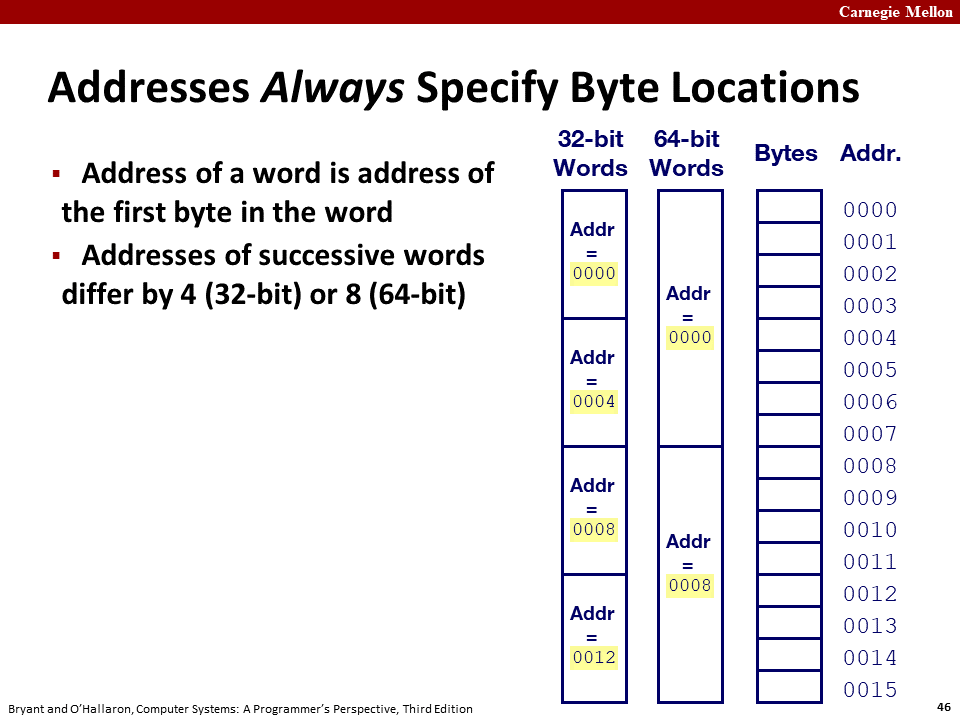 Carnegie Mellon
Addresses Always Specify Byte Locations
▪ Address of a word is address of
the first byte in the word
▪ Addresses of successive words
differ by 4 (32-bit) or 8 (64-bit)
32-bit
Words
Addr
=
0000
Addr
=
0004
Addr
=
0008
Addr
=
0012
64-bit
Words
Addr
=
0000
Addr
=
0008
Bytes
Addr.
0000
0001
0002
0003
0004
0005
0006
0007
0008
0009
0010
0011
0012
0013
0014
0015
Bryant and O’Hallaron, Computer Systems: A Programmer’s Perspective, Third Edition
46